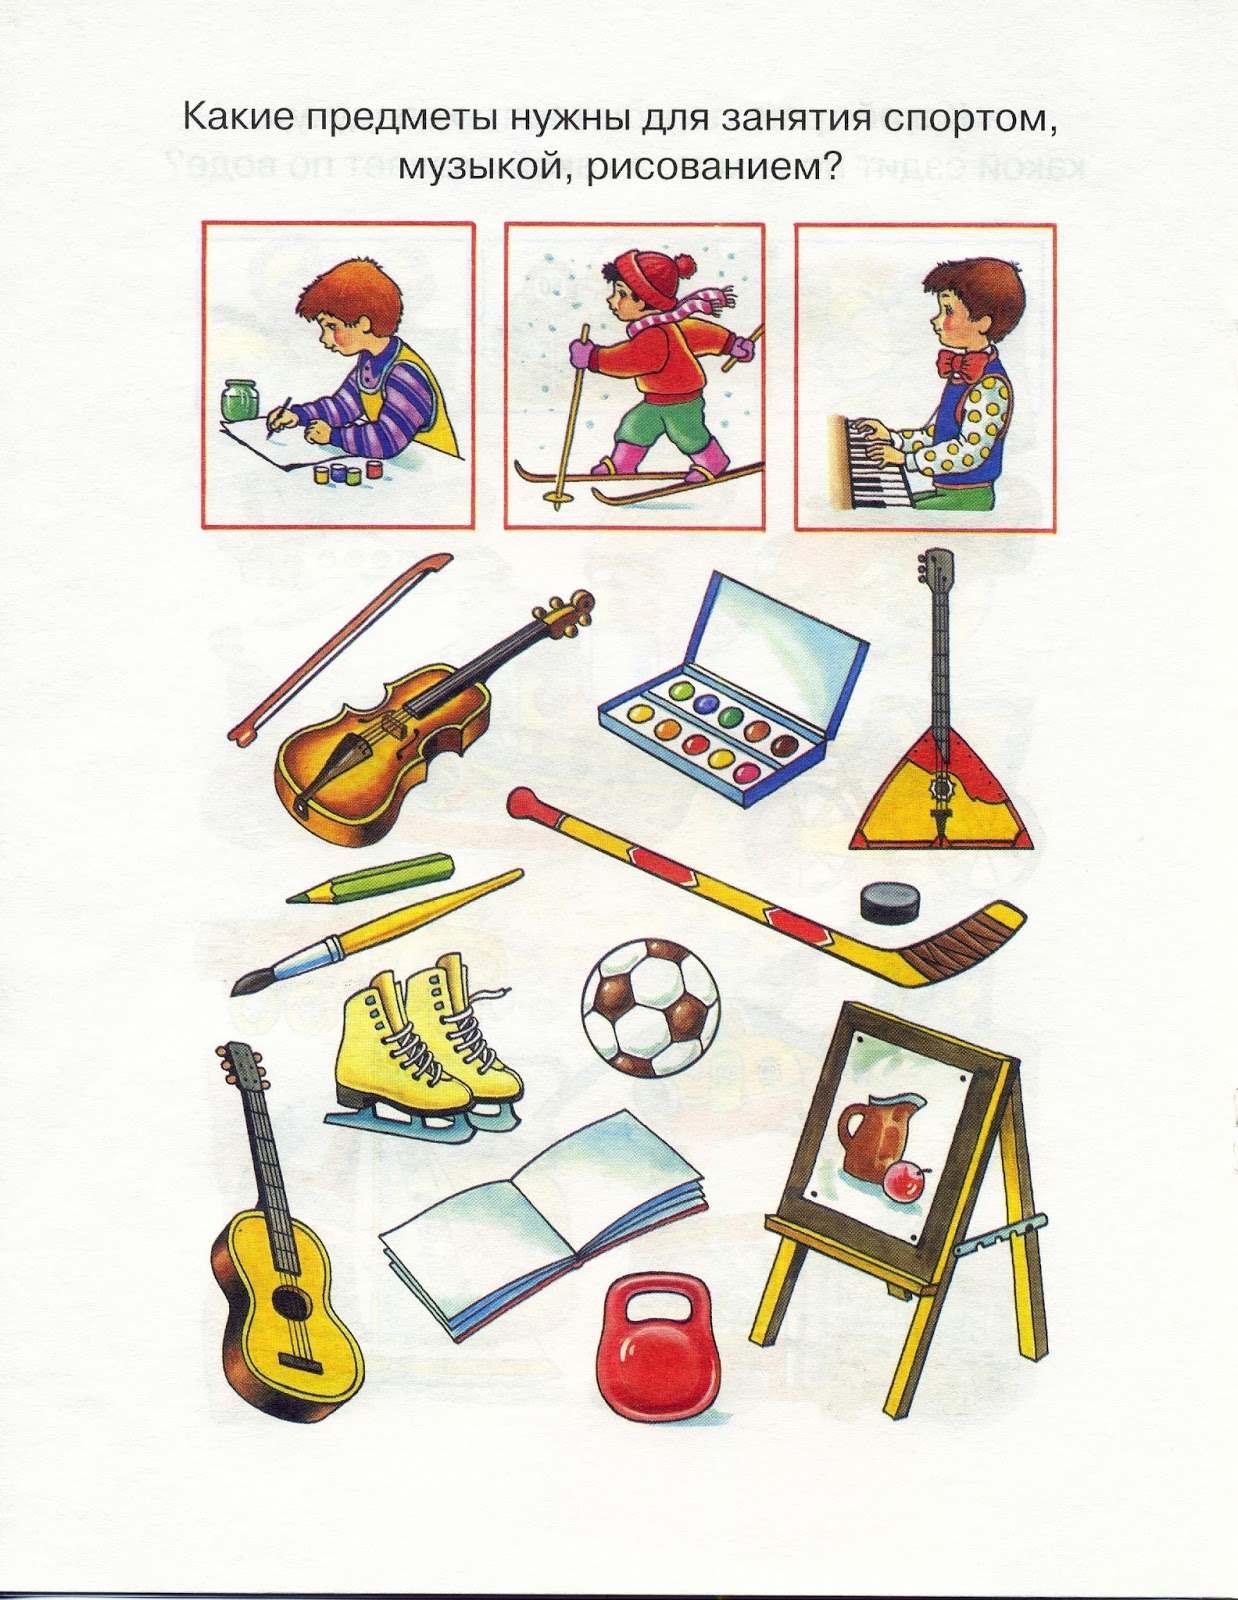 Какие предметы нужны для занятия спортом,
музыкой, рисованием?